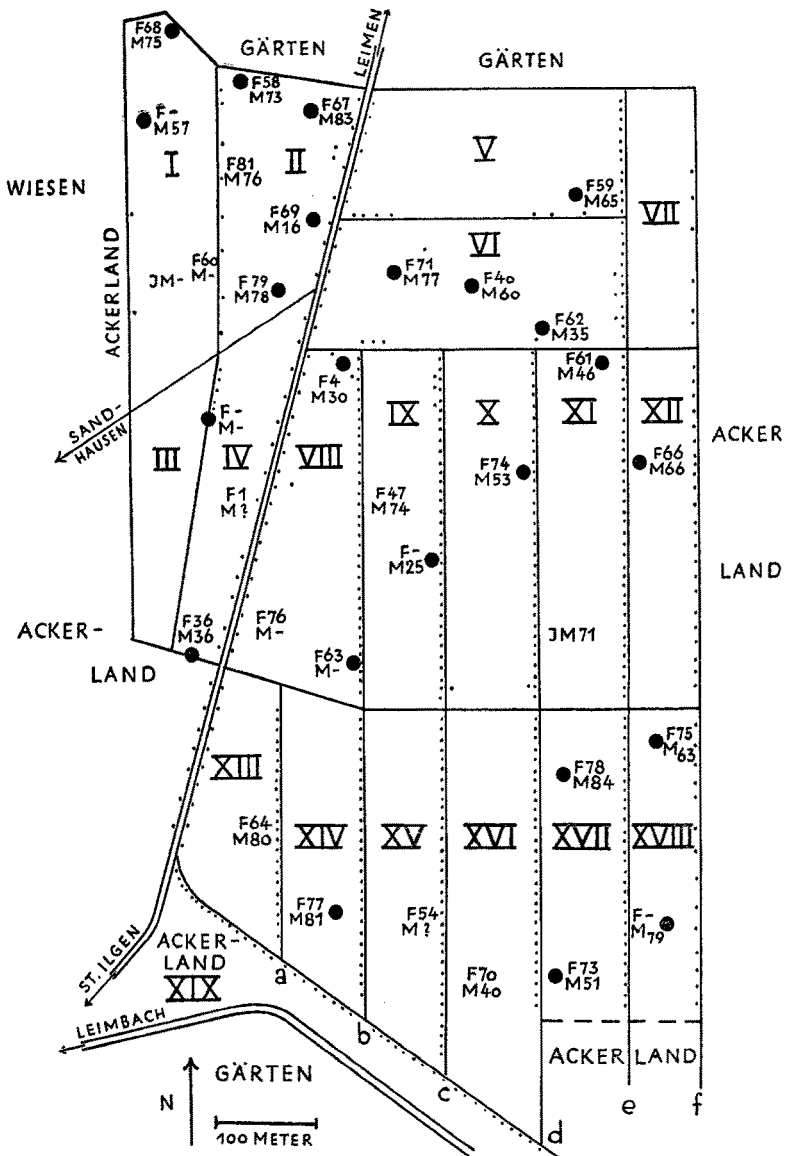 F68
M75
GÄRTEN
LEIMEN
GÄRTEN
F58
M73
F67
M83
F-
M57
I
II
V
F81
M76
WIESEN
F59
M65
VII
F69
M16
ACKERLAND
VI
F60
M-
JM-
F79
M78
F71
M77
F40
M60
F62
M35
F4
M30
F61
M46
SAND-
HAUSEN
F-
M-
IX
X
XI
XII
ACKER
III
IV
VIII
F74
M53
F66
M66
F1
M?
F47
M74
F-
M25
LAND
ACKER-
LAND
F36
M36
F76
M-
JM71
F63
M-
XIII
F75
M63
F78
M84
F64
M80
XIV
XV
XVI
XVII
XVIII
F77
M81
F54
M?
F-
M79
ST. ILGEN
ACKER-
LAND
XIX
a
F70
M40
F73
M51
LEIMBACH
b
ACKER LAND
GÄRTEN
N
c
e
f
100 METER
d